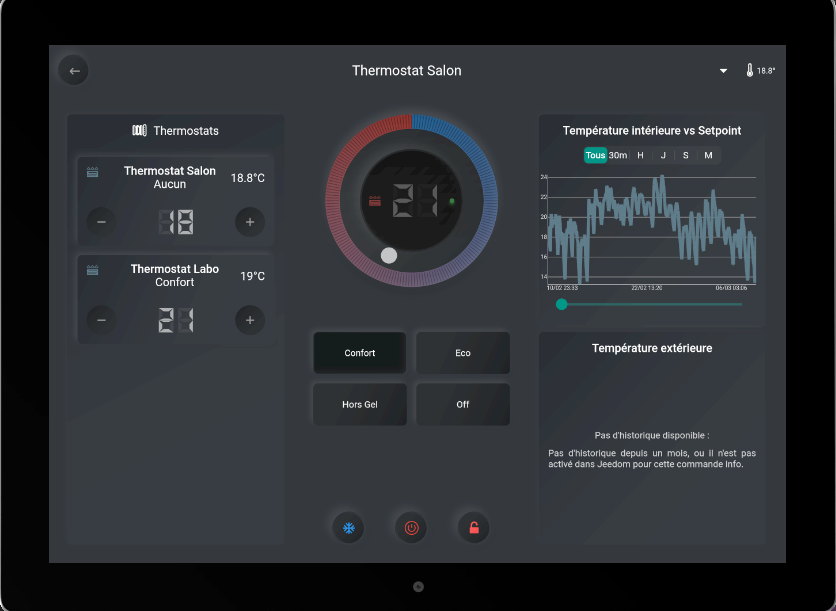 Thermostat Salon
18.8°
Thermostats
Thermostat Salon
Aucun
18.8°C
−
18
+
Thermostat Labo
Confort
19°C
−
21
+
21
Confort
Eco
Hors Gel
Off
Température intérieure vs Setpoint
Tous 30m H J S M
24
22
20
18
16
14
10/02 23:33 22/02 13:20 06/03 03:06
Température extérieure
Pas d'historique disponible :
Pas d'historique depuis un mois, ou il n'est pas
activé dans Jeedom pour cette commande info.